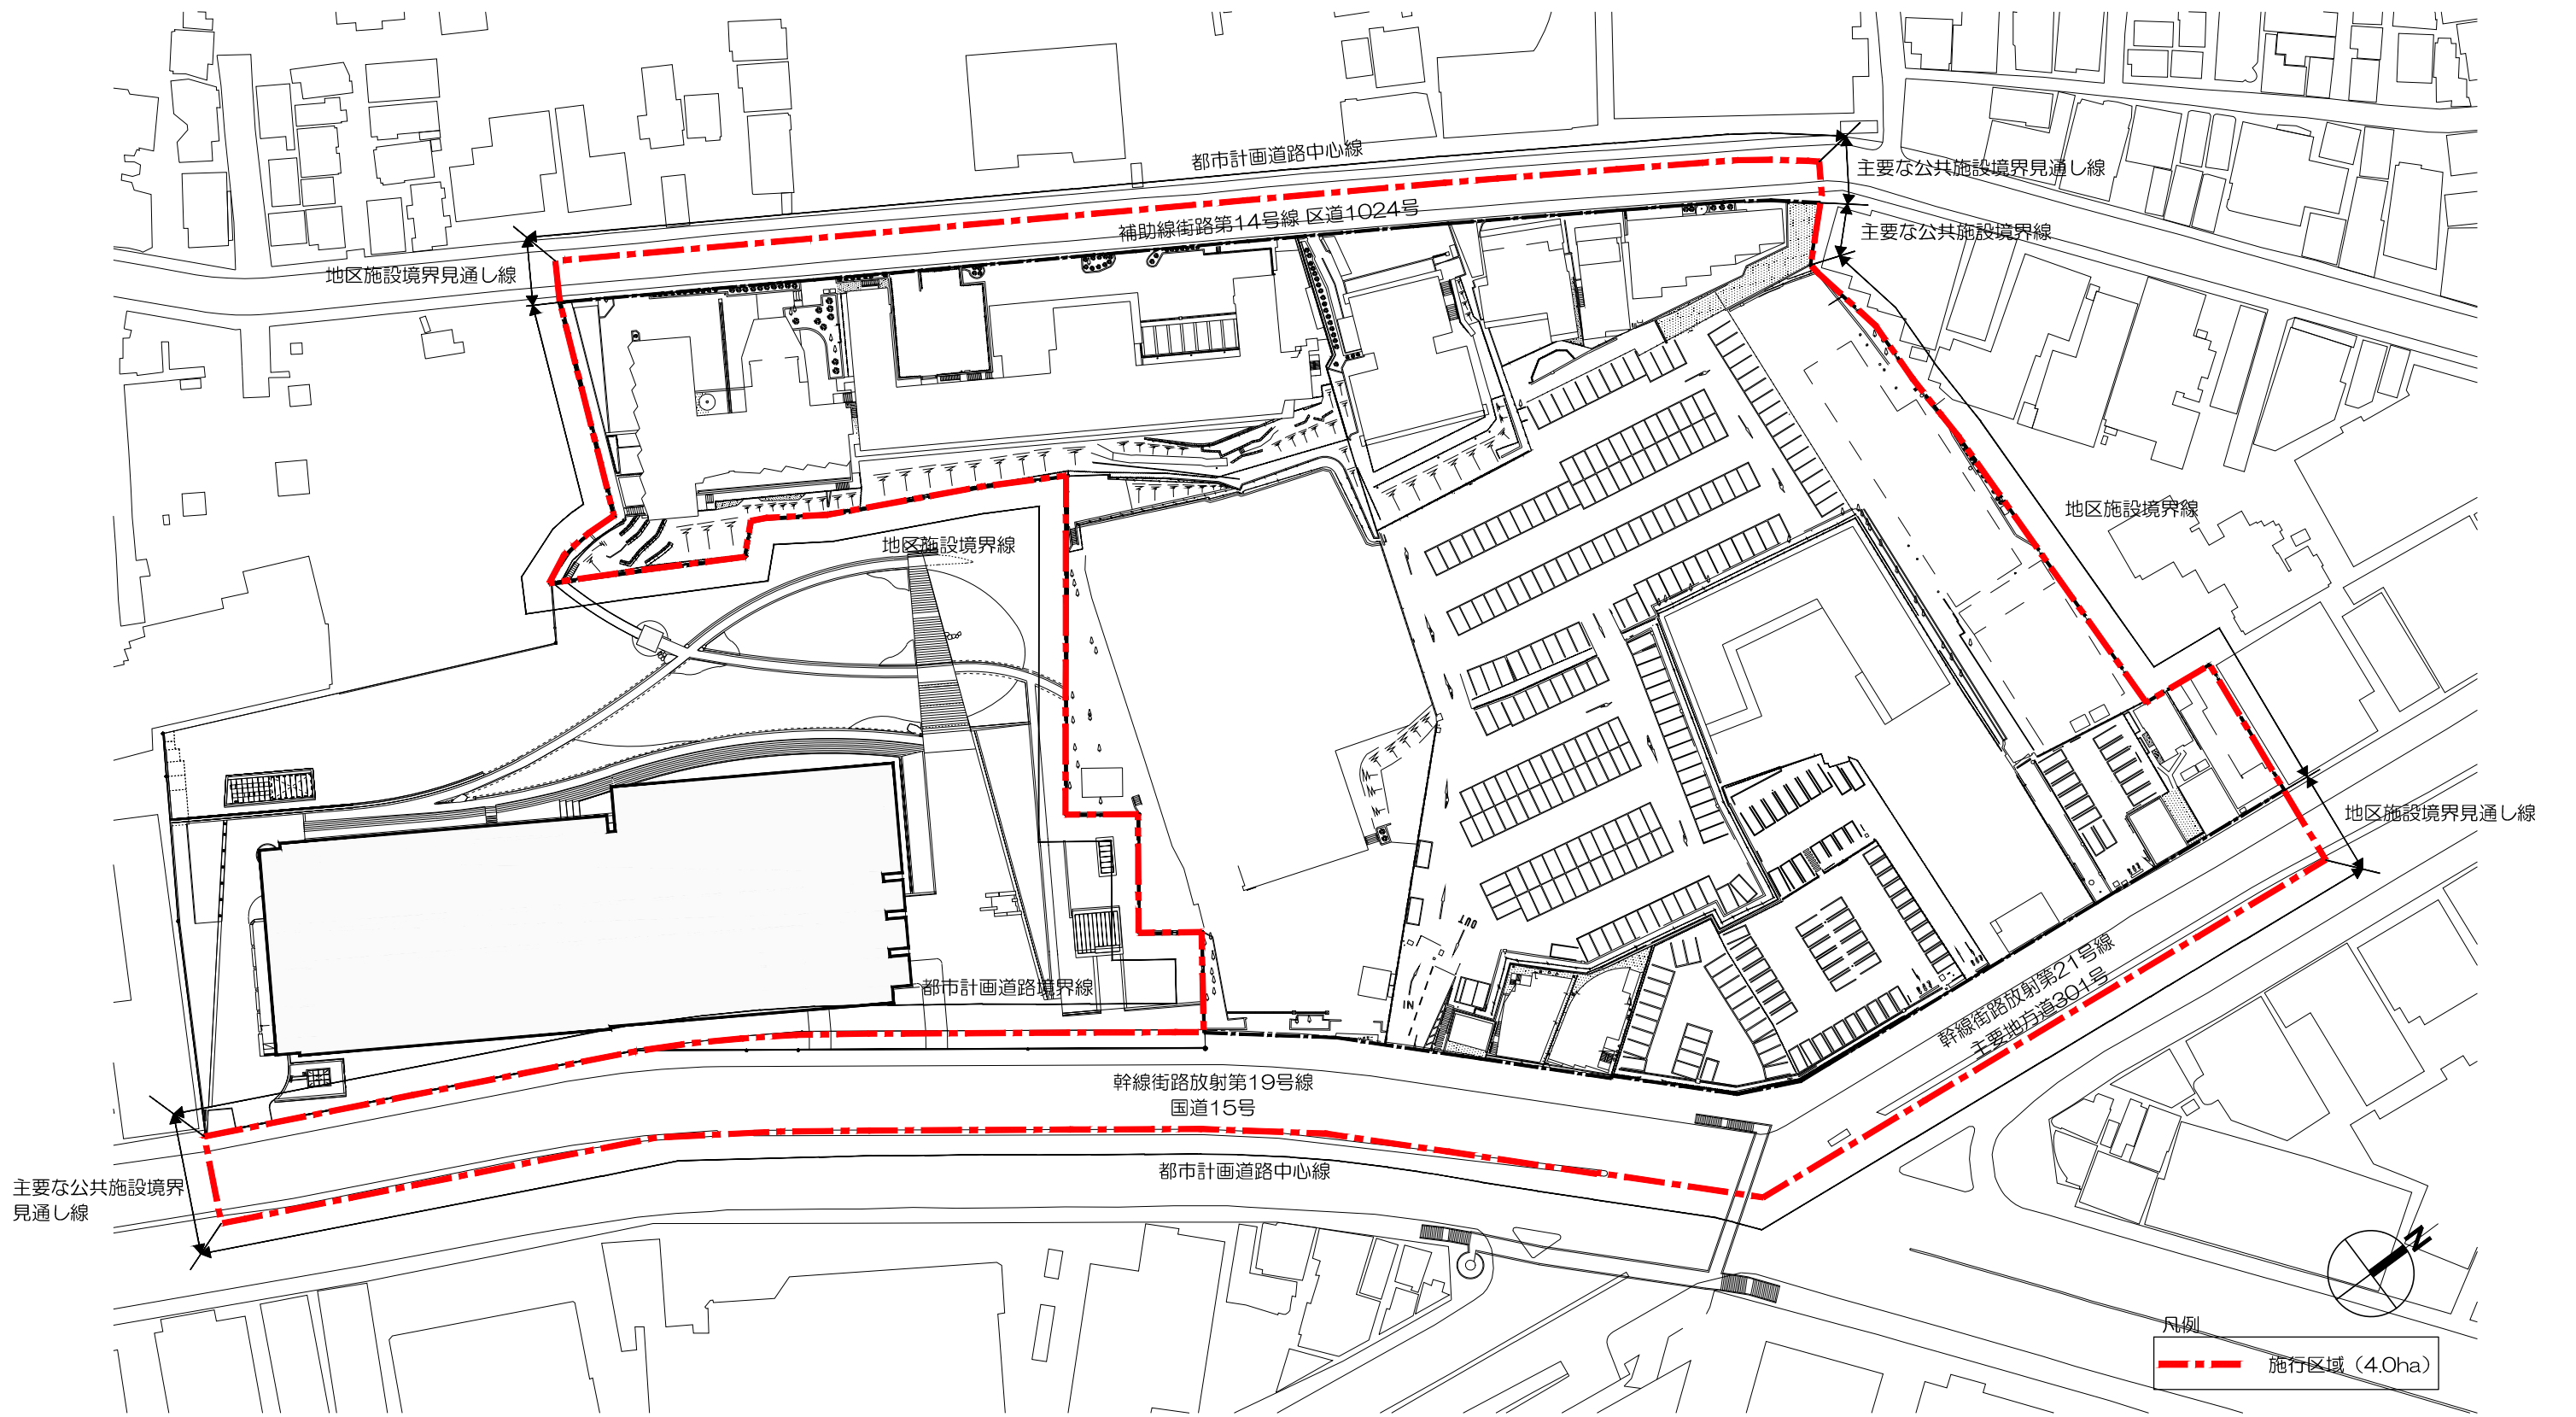 都市計画道路中心線
主要な公共施設境界見通し線
補助線街路第14号線 区道1024号
主要な公共施設境界線
地区施設境界見通し線
地区施設境界線
地区施設境界線
地区施設境界見通し線
OUT
IN
都市計画道路境界線
幹線街路放射第21号線
主要地方道301号
幹線街路放射第19号線
国道15号
都市計画道路中心線
主要な公共施設境界
見通し線
N
凡例
施行区域（4.0ha）